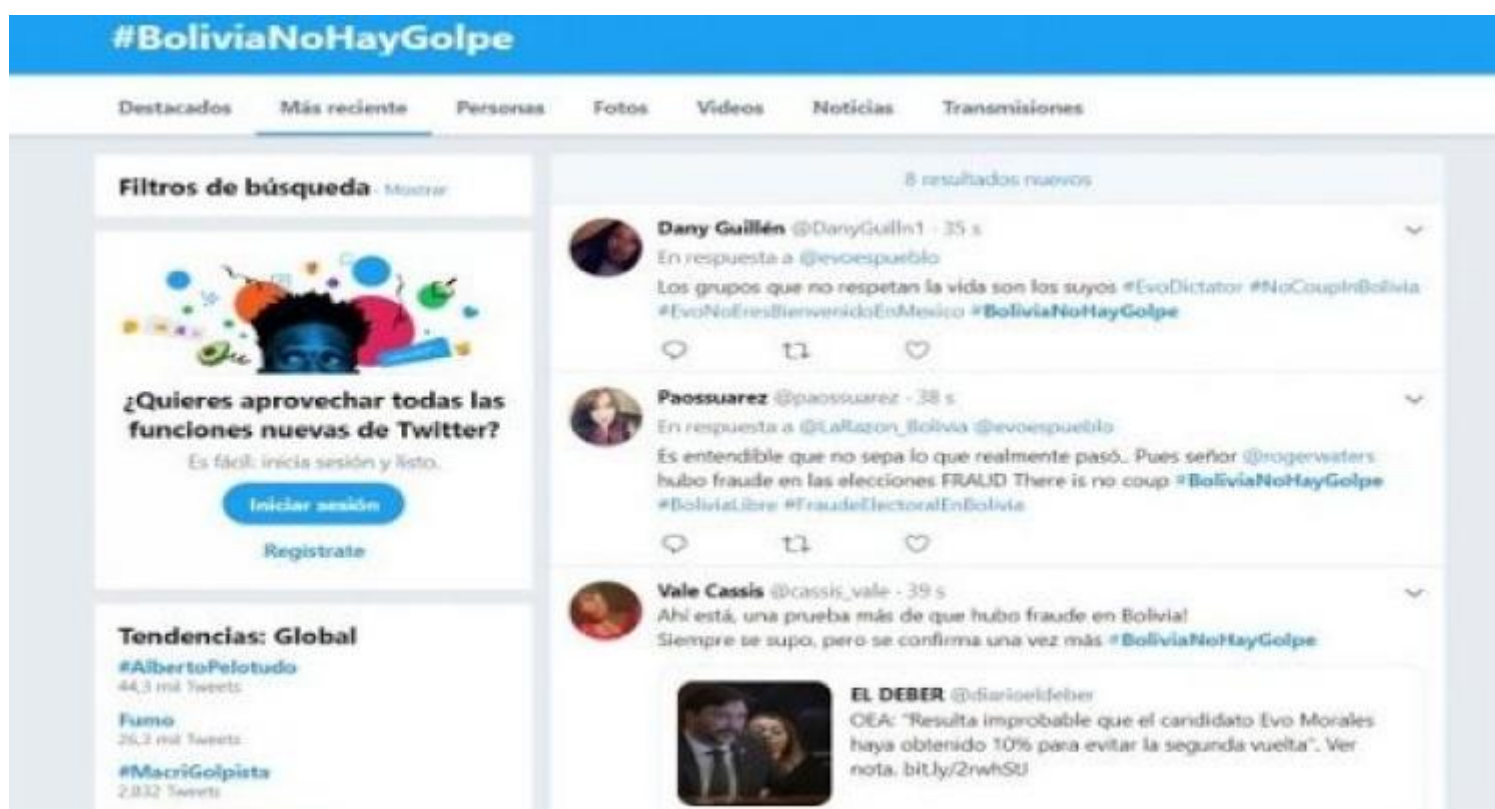 #BoliviaNoHayGolpe
Destacados Más reciente Personas Fotos Videos Noticias Transmisiones
Filtros de búsqueda · Mostrar
¿Quieres aprovechar todas las
funciones nuevas de Twitter?
Es fácil: inicia sesión y listo.
Iniciar sesión
Regístrate
Tendencias: Global
#AlbertoPelotudo
44,3 mil Tweets
Fumo
26,3 mil Tweets
#MacriGolpista
2.832 Tweets
8 resultados nuevos
Dany Guillén @DanyGuilln1 · 35 s
En respuesta a @evoespueblo
Los grupos que no respetan la vida son los suyos #EvoDictator #NoCoupInBolivia
#EvoNoEresBienvenidoEnMexico #BoliviaNoHayGolpe
Paossuarez @paossuarez · 38 s
En respuesta a @LaRazon_Bolivia @evoespueblo
Es entendible que no sepa lo que realmente pasó.. Pues señor @rogerwaters
hubo fraude en las elecciones FRAUD There is no coup #BoliviaNoHayGolpe
#BoliviaLibre #FraudeElectoralEnBolivia
Vale Cassis @cassis_vale · 39 s
Ahí está, una prueba más de que hubo fraude en Bolivia!
Siempre se supo, pero se confirma una vez más #BoliviaNoHayGolpe
EL DEBER @diarioeldeber
OEA: "Resulta improbable que el candidato Evo Morales
haya obtenido 10% para evitar la segunda vuelta". Ver
nota. bit.ly/2rwhStJ